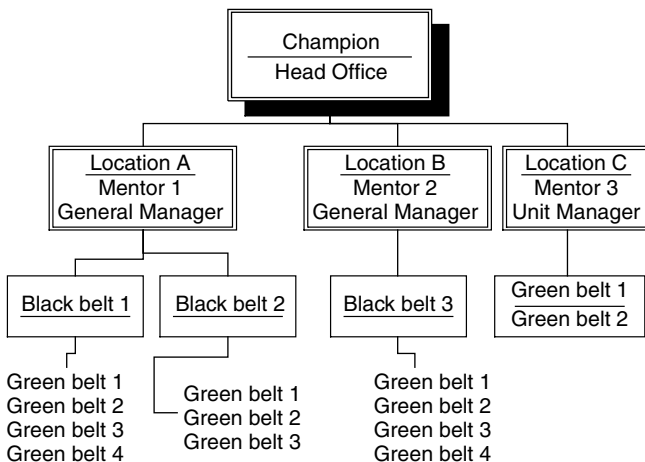 Champion
Head Office
Location A
Mentor 1
General Manager
Location B
Mentor 2
General Manager
Location C
Mentor 3
Unit Manager
Black belt 1
Black belt 2
Black belt 3
Green belt 1
Green belt 2
Green belt 1
Green belt 2
Green belt 3
Green belt 4
Green belt 1
Green belt 2
Green belt 3
Green belt 1
Green belt 2
Green belt 3
Green belt 4